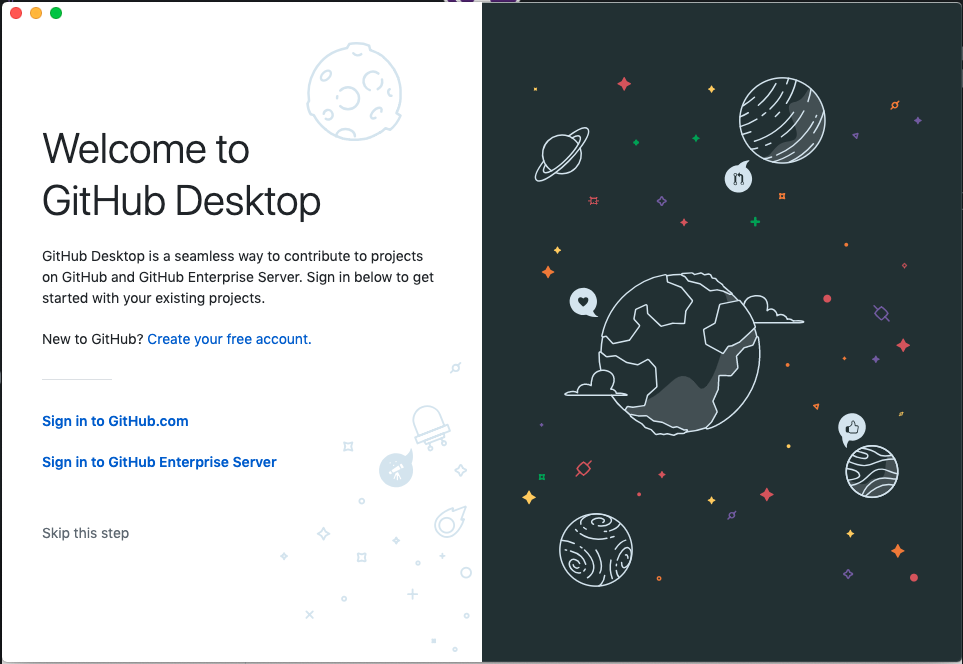 Welcome to
GitHub Desktop
GitHub Desktop is a seamless way to contribute to projects
on GitHub and GitHub Enterprise Server. Sign in below to get
started with your existing projects.
New to GitHub? Create your free account.
Sign in to GitHub.com
Sign in to GitHub Enterprise Server
Skip this step